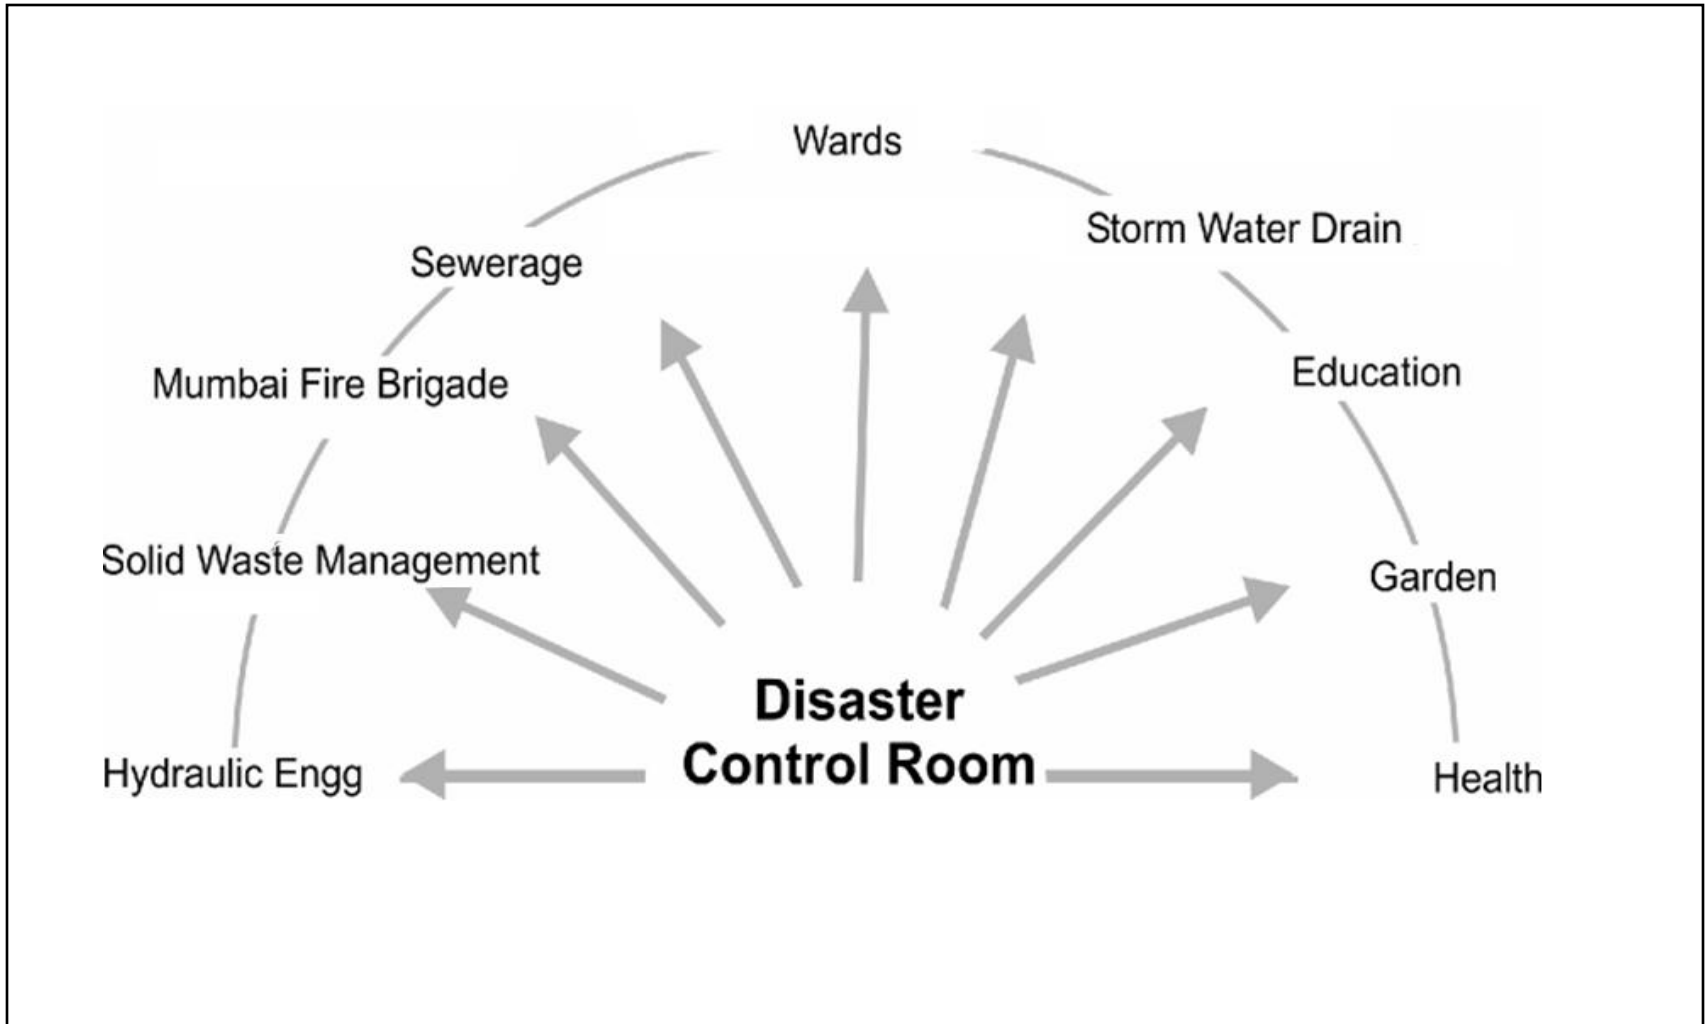 Wards
Storm Water Drain
Sewerage
Education
Mumbai Fire Brigade
Solid Waste Management
Garden
Disaster
Control Room
Hydraulic Engg
Health